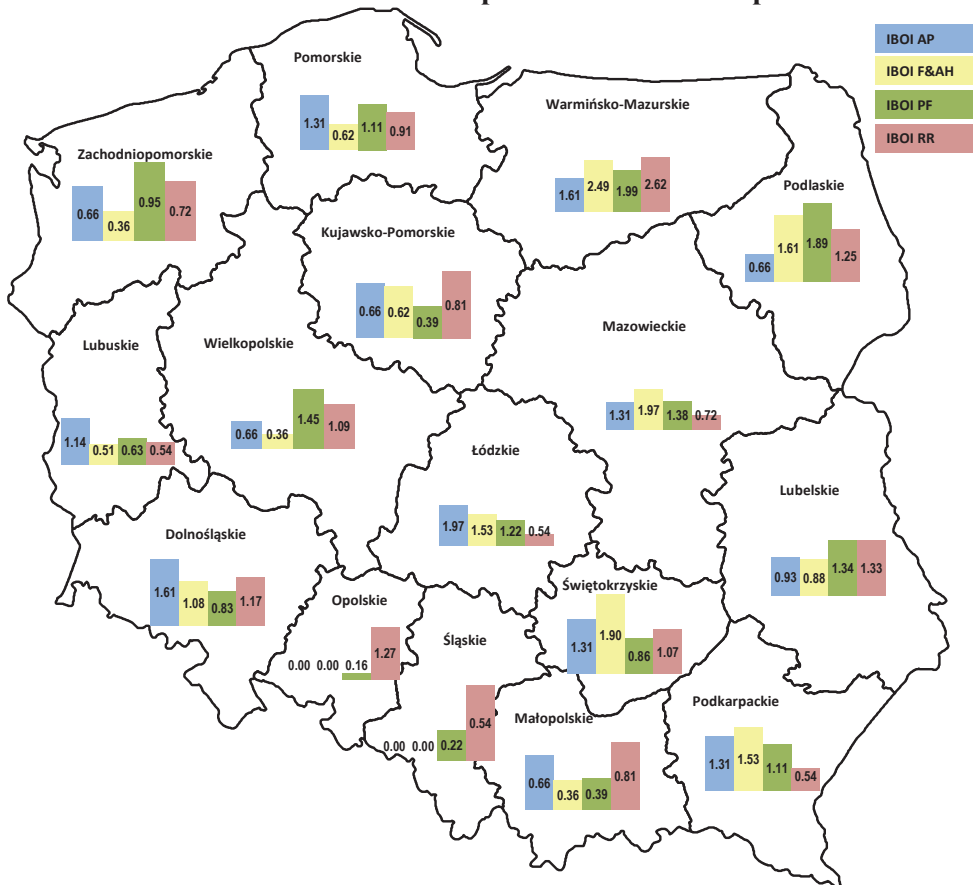 IBOI AP
IBOI F&AH
IBOI PF
IBOI RR
Pomorskie
1.31 0.62 1.11 0.91
Warmińsko-Mazurskie
1.61 2.49 1.99 2.62
Zachodniopomorskie
0.66 0.36 0.95 0.72
Podlaskie
0.66 1.61 1.89 1.25
Kujawsko-Pomorskie
0.66 0.62 0.39 0.81
Mazowieckie
1.31 1.97 1.38 0.72
Lubuskie
1.14 0.51 0.63 0.54
Wielkopolskie
0.66 0.36 1.45 1.09
Łódzkie
1.97 1.53 1.22 0.54
Lubelskie
0.93 0.88 1.34 1.33
Dolnośląskie
1.61 1.08 0.83 1.17
Opolskie
0.00 0.00 0.16 1.27
Śląskie
0.00 0.00 0.22 0.54
Świętokrzyskie
1.31 1.90 0.86 1.07
Małopolskie
0.66 0.36 0.39 0.81
Podkarpackie
1.31 1.53 1.11 0.54